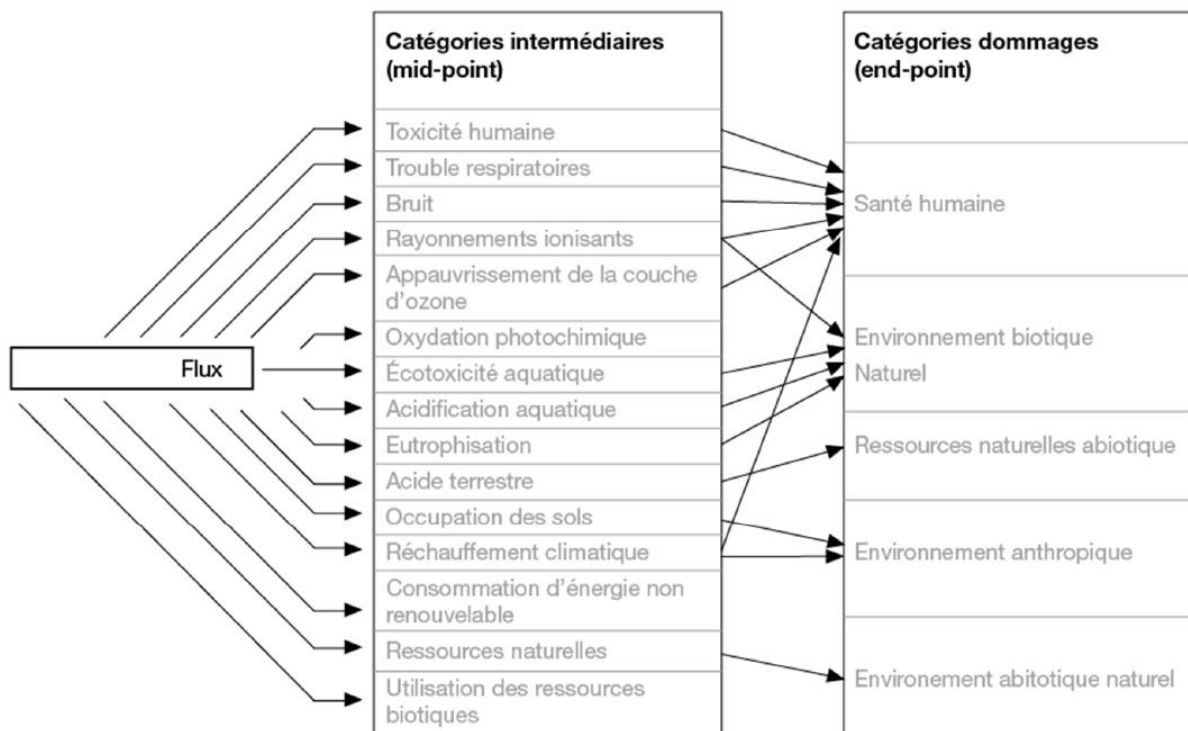 Catégories intermédiaires
(mid-point)
Toxicité humaine
Trouble respiratoires
Bruit
Rayonnements ionisants
Appauvrissement de la couche
d'ozone
Oxydation photochimique
Écotoxicité aquatique
Acidification aquatique
Eutrophisation
Acide terrestre
Occupation des sols
Réchauffement climatique
Consommation d'énergie non
renouvelable
Ressources naturelles
Utilisation des ressources
biotiques
Flux
Catégories dommages
(end-point)
Santé humaine
Environnement biotique
Naturel
Ressources naturelles abiotique
Environnement anthropique
Environement abitotique naturel